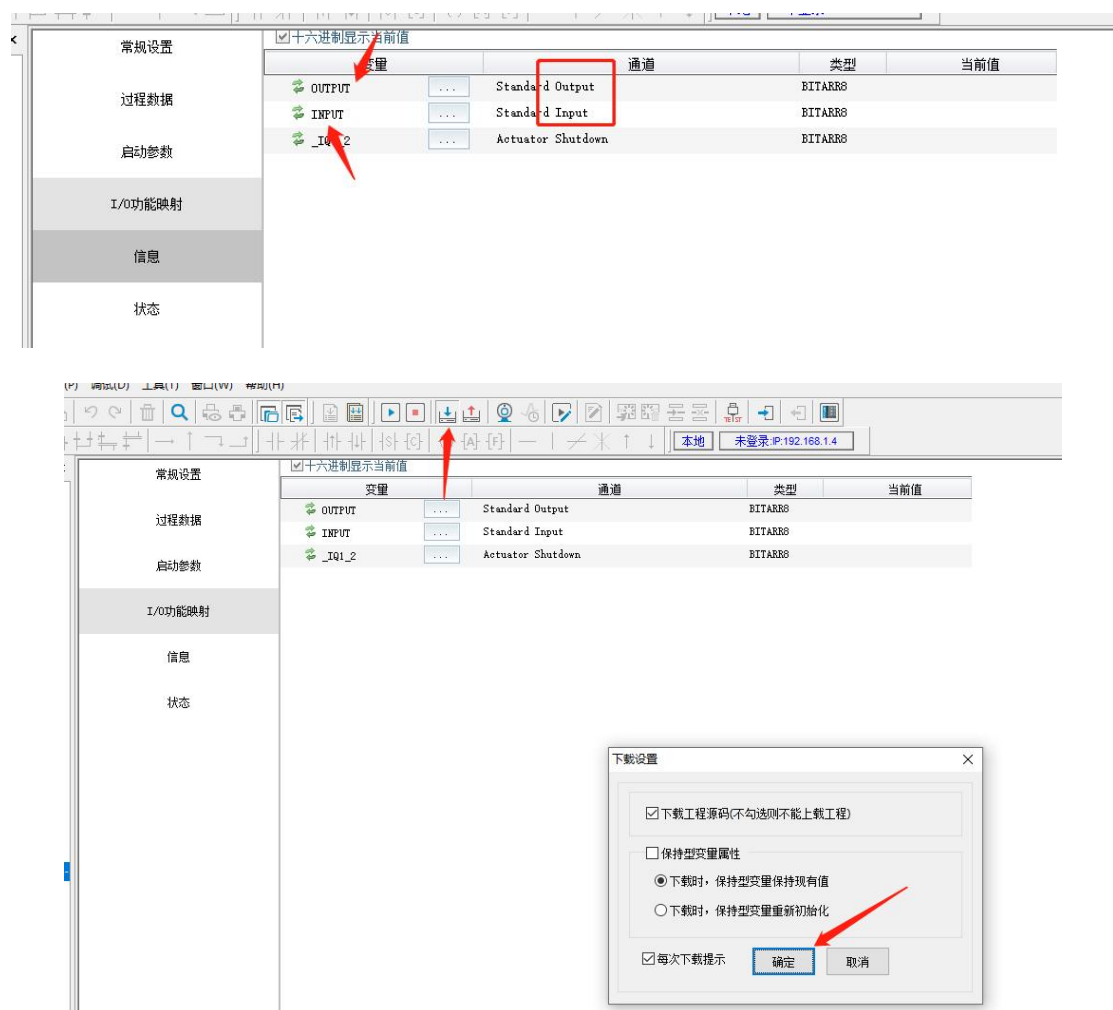 十六进制显示当前值
常规设置
过程数据
启动参数
I/O功能映射
信息
状态
变量 通道 类型 当前值
OUTPUT ... Standard Output BITARR8
INPUT ... Standard Input BITARR8
_IQ1_2 ... Actuator Shutdown BITARR8
(P) 调试(D) 工具(T) 窗口(W) 帮助(H)
本地 未登录:IP:192.168.1.4
十六进制显示当前值
常规设置
过程数据
启动参数
I/O功能映射
信息
状态
变量 通道 类型 当前值
OUTPUT ... Standard Output BITARR8
INPUT ... Standard Input BITARR8
_IQ1_2 ... Actuator Shutdown BITARR8
下载设置
下载工程源码(不勾选则不能上载工程)
保持型变量属性
下载时，保持型变量保持现有值
下载时，保持型变量重新初始化
每次下载提示 确定 取消